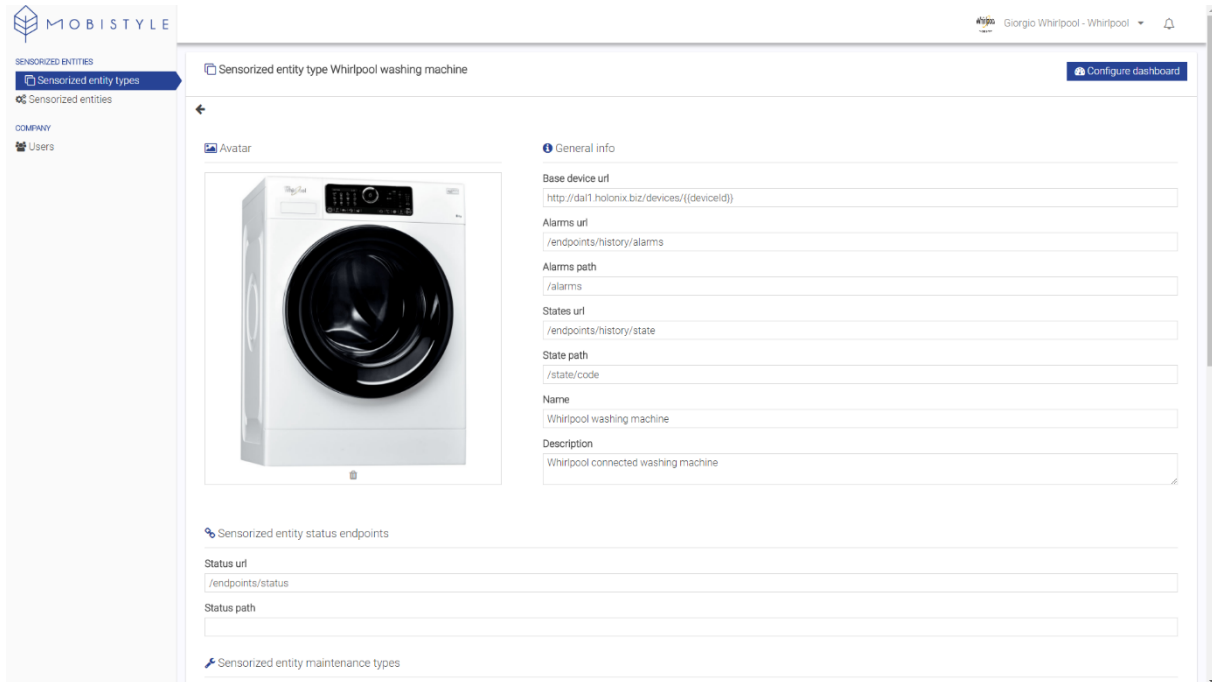 MOBISTYLE
Giorgio Whirlpool - Whirlpool
SENSORIZED ENTITIES
Sensorized entity types
Sensorized entities
COMPANY
Users
Sensorized entity type Whirlpool washing machine
Configure dashboard
Avatar
General info
Base device url
http://dal1.holonix.biz/devices/{{deviceId}}
Alarms url
/endpoints/history/alarms
Alarms path
/alarms
States url
/endpoints/history/state
State path
/state/code
Name
Whirlpool washing machine
Description
Whirlpool connected washing machine
Sensorized entity status endpoints
Status url
/endpoints/status
Status path
Sensorized entity maintenance types